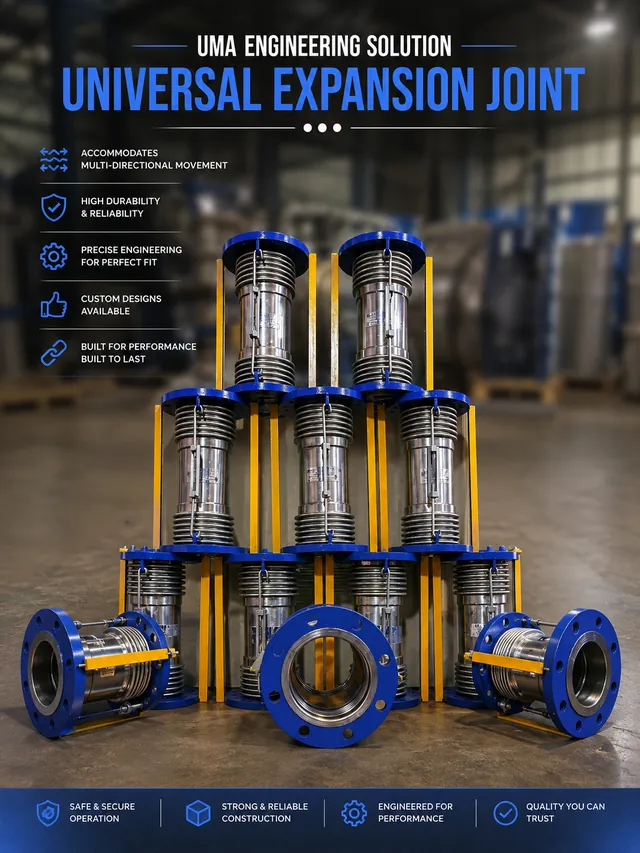 UMA ENGINEERING SOLUTION
UNIVERSAL EXPANSION JOINT
ACCOMMODATES
MULTI-DIRECTIONAL MOVEMENT
HIGH DURABILITY
& RELIABILITY
PRECISE ENGINEERING
FOR PERFECT FIT
CUSTOM DESIGNS
AVAILABLE
BUILT FOR PERFORMANCE
BUILT TO LAST
SAFE & SECURE
OPERATION
STRONG & RELIABLE
CONSTRUCTION
ENGINEERED FOR
PERFORMANCE
QUALITY YOU CAN
TRUST